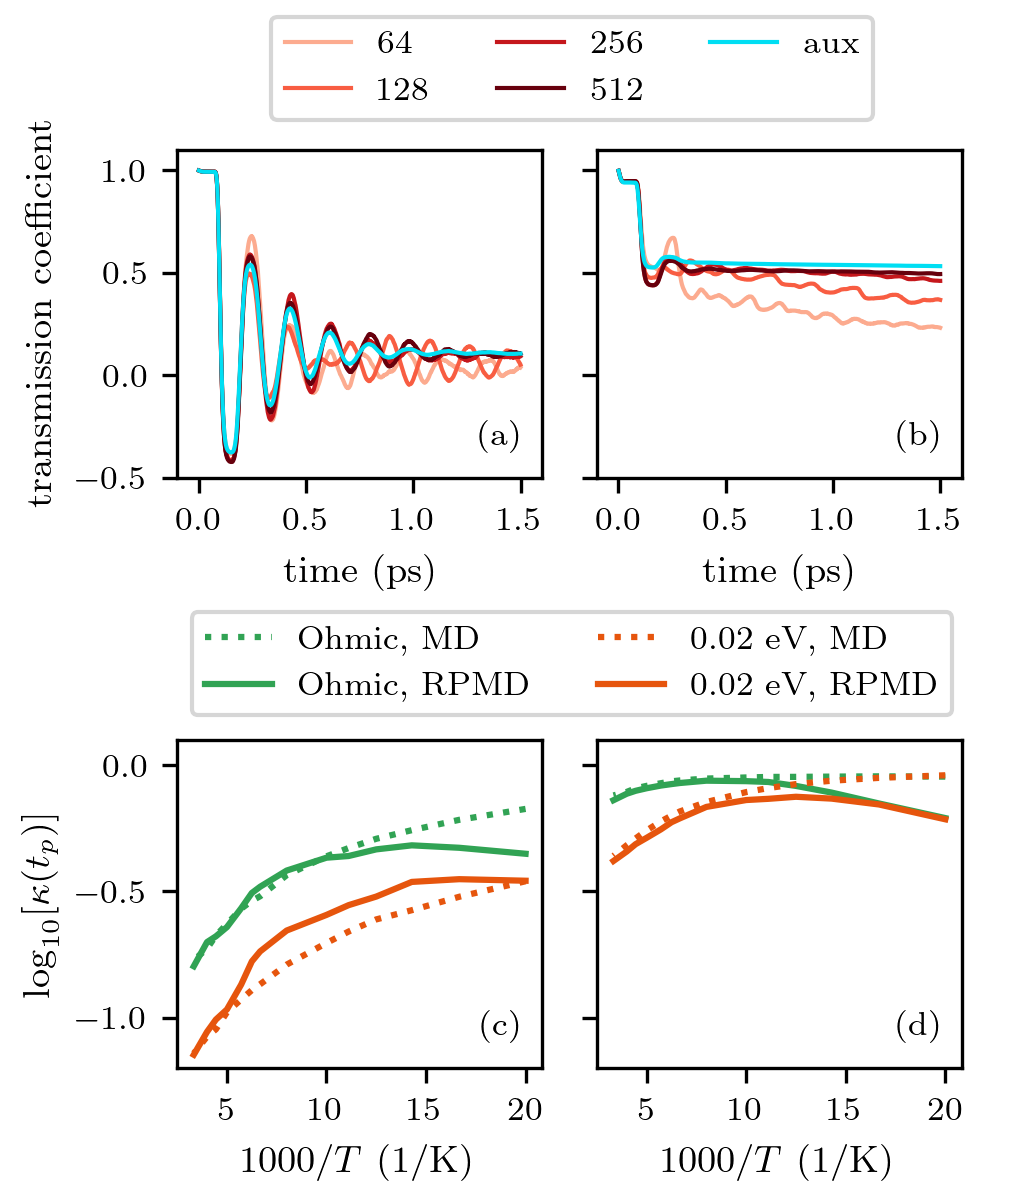 64 256 aux
128 512
transmission coefficient
1.0
0.5
0.0
−0.5
(a) (b)
0.0 0.5 1.0 1.5 0.0 0.5 1.0 1.5
time (ps) time (ps)
Ohmic, MD 0.02 eV, MD
Ohmic, RPMD 0.02 eV, RPMD
log₁₀[κ(tₚ)]
0.0
−0.5
−1.0
(c) (d)
5 10 15 20 5 10 15 20
1000/T (1/K) 1000/T (1/K)